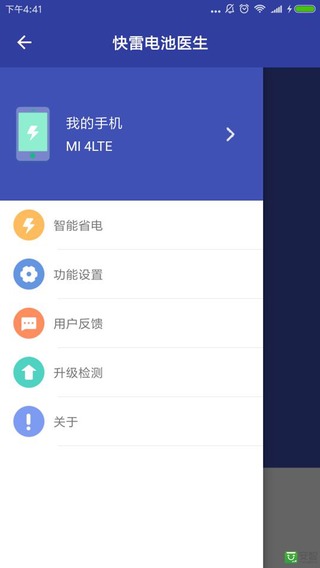 下午4:41
快雷电池医生
我的手机
MI 4LTE
智能省电
功能设置
用户反馈
升级检测
关于